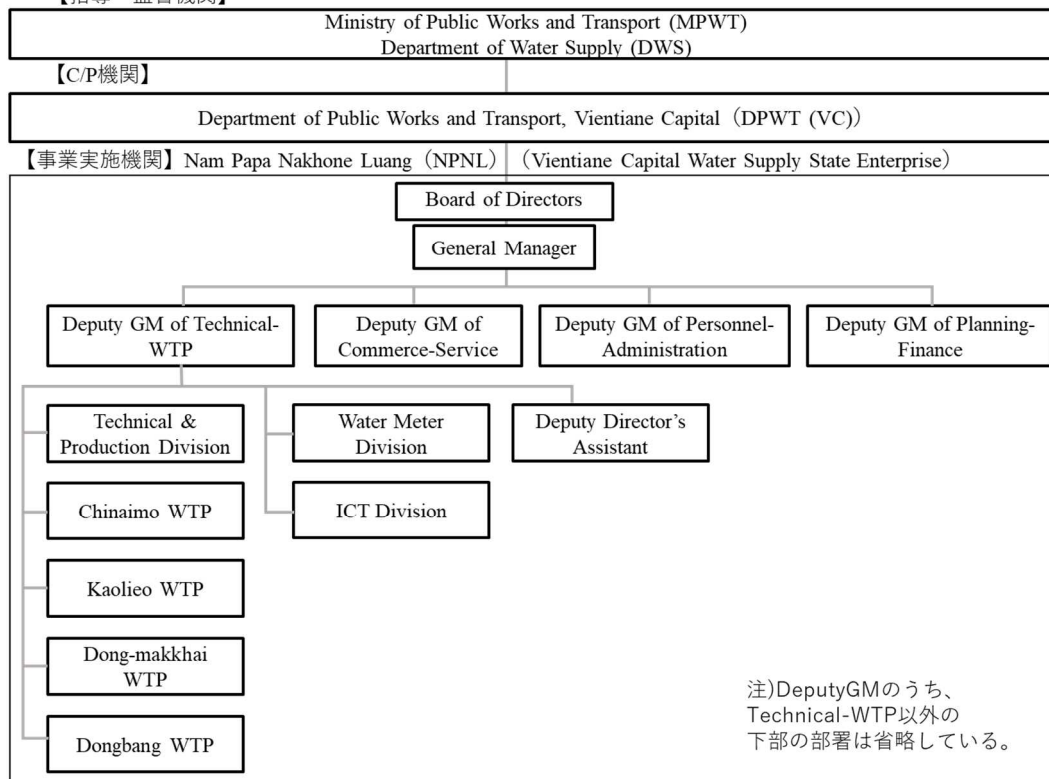 Ministry of Public Works and Transport (MPWT)
Department of Water Supply (DWS)
【C/P機関】
Department of Public Works and Transport, Vientiane Capital（DPWT (VC)）
【事業実施機関】Nam Papa Nakhone Luang（NPNL）（Vientiane Capital Water Supply State Enterprise）
Board of Directors
General Manager
Deputy GM of Technical-
WTP
Deputy GM of
Commerce-Service
Deputy GM of Personnel-
Administration
Deputy GM of Planning-
Finance
Technical &
Production Division
Water Meter
Division
Deputy Director's
Assistant
Chinaimo WTP
ICT Division
Kaolieo WTP
Dong-makkhai
WTP
Dongbang WTP
注)DeputyGMのうち、
Technical-WTP以外の
下部の部署は省略している。